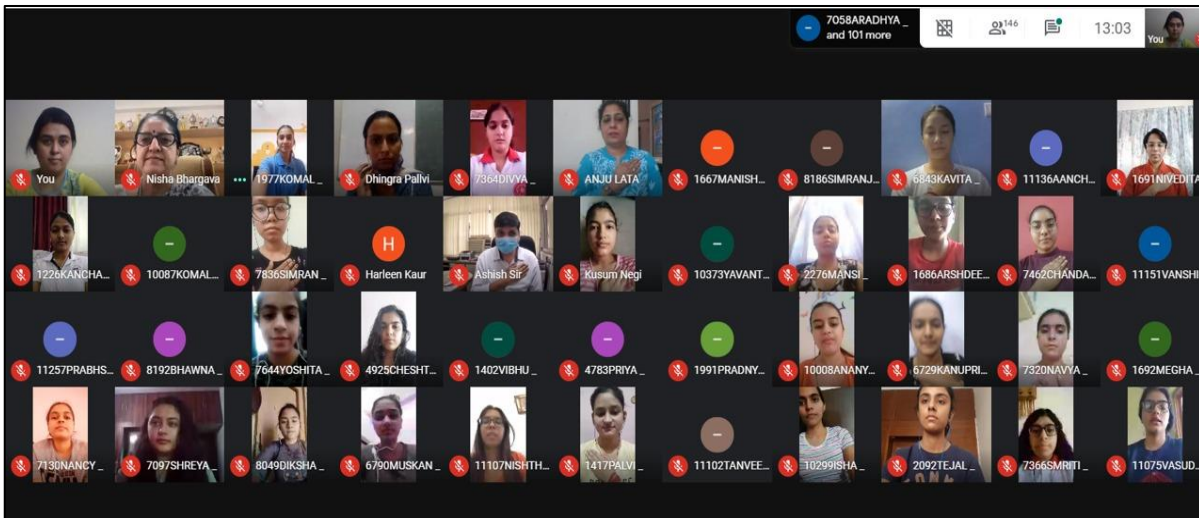 7058ARADHYA _
and 101 more
146
13:03
You
You
Nisha Bhargava
1977KOMAL _
Dhingra Pallvi
7364DIVYA _
ANJU LATA
1667MANISH...
8186SIMRANJ...
6843KAVITA _
11136AANCH...
1691NIVEDITA
1226KANCHA...
10087KOMAL...
7836SIMRAN _
H
Harleen Kaur
Ashish Sir
Kusum Negi
10373YAVANT...
2276MANSI _
1686ARSHDEE...
7462CHANDA...
11151VANSHI
11257PRABHS...
8192BHAWNA _
7644YOSHITA _
4925CHESHT...
1402VIBHU _
4783PRIYA _
1991PRADNY...
10008ANANY...
6729KANUPRI...
7320NAVYA _
1692MEGHA _
7130NANCY _
7097SHREYA _
8049DIKSHA _
6790MUSKAN _
11107NISHTH...
1417PALVI _
11102TANVEE...
10299ISHA _
2092TEJAL _
7366SMRITI _
11075VASUD...